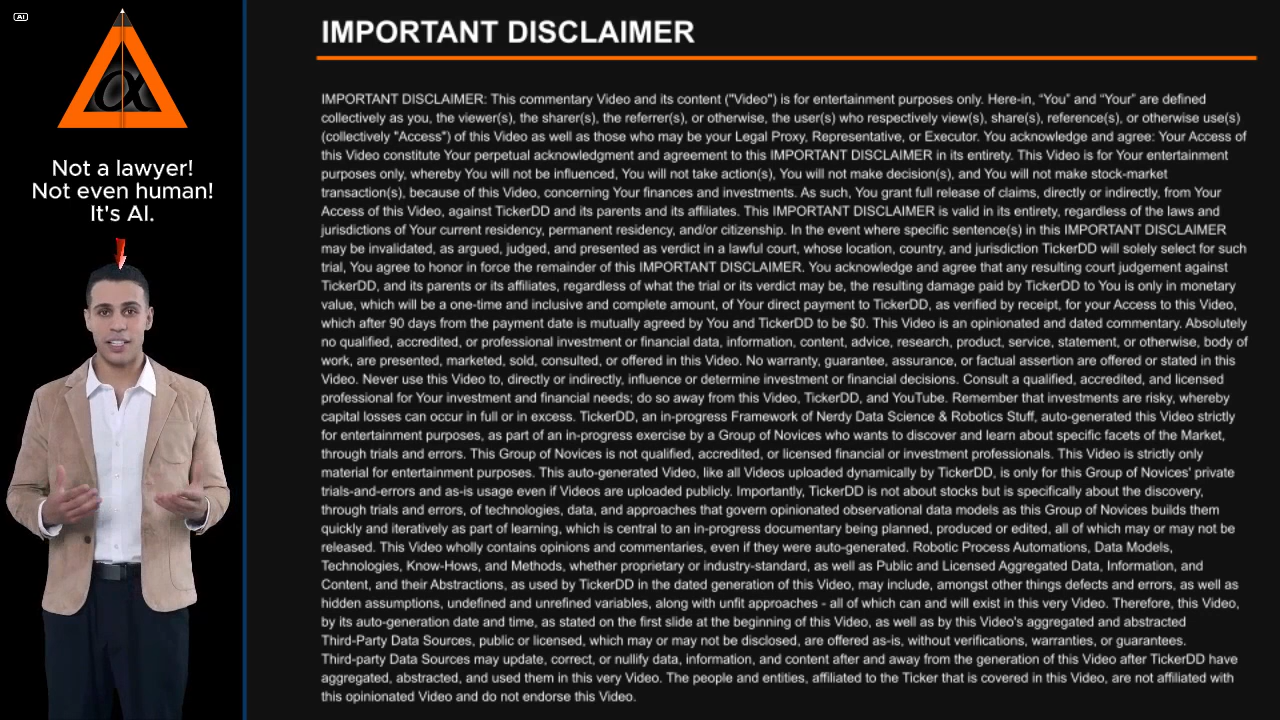 AI
α
Not a lawyer!
Not even human!
It's AI.
IMPORTANT DISCLAIMER
IMPORTANT DISCLAIMER: This commentary Video and its content ("Video") is for entertainment purposes only. Here-in, “You” and “Your” are defined
collectively as you, the viewer(s), the sharer(s), the referrer(s), or otherwise, the user(s) who respectively view(s), share(s), reference(s), or otherwise use(s)
(collectively "Access") of this Video as well as those who may be your Legal Proxy, Representative, or Executor. You acknowledge and agree: Your Access of
this Video constitute Your perpetual acknowledgment and agreement to this IMPORTANT DISCLAIMER in its entirety. This Video is for Your entertainment
purposes only, whereby You will not be influenced, You will not take action(s), You will not make decision(s), and You will not make stock-market
transaction(s), because of this Video, concerning Your finances and investments. As such, You grant full release of claims, directly or indirectly, from Your
Access of this Video, against TickerDD and its parents and its affiliates. This IMPORTANT DISCLAIMER is valid in its entirety, regardless of the laws and
jurisdictions of Your current residency, permanent residency, and/or citizenship. In the event where specific sentence(s) in this IMPORTANT DISCLAIMER
may be invalidated, as argued, judged, and presented as verdict in a lawful court, whose location, country, and jurisdiction TickerDD will solely select for such
trial, You agree to honor in force the remainder of this IMPORTANT DISCLAIMER. You acknowledge and agree that any resulting court judgement against
TickerDD, and its parents or its affiliates, regardless of what the trial or its verdict may be, the resulting damage paid by TickerDD to You is only in monetary
value, which will be a one-time and inclusive and complete amount, of Your direct payment to TickerDD, as verified by receipt, for your Access to this Video,
which after 90 days from the payment date is mutually agreed by You and TickerDD to be $0. This Video is an opinionated and dated commentary. Absolutely
no qualified, accredited, or professional investment or financial data, information, content, advice, research, product, service, statement, or otherwise, body of
work, are presented, marketed, sold, consulted, or offered in this Video. No warranty, guarantee, assurance, or factual assertion are offered or stated in this
Video. Never use this Video to, directly or indirectly, influence or determine investment or financial decisions. Consult a qualified, accredited, and licensed
professional for Your investment and financial needs; do so away from this Video, TickerDD, and YouTube. Remember that investments are risky, whereby
capital losses can occur in full or in excess. TickerDD, an in-progress Framework of Nerdy Data Science & Robotics Stuff, auto-generated this Video strictly
for entertainment purposes, as part of an in-progress exercise by a Group of Novices who wants to discover and learn about specific facets of the Market,
through trials and errors. This Group of Novices is not qualified, accredited, or licensed financial or investment professionals. This Video is strictly only
material for entertainment purposes. This auto-generated Video, like all Videos uploaded dynamically by TickerDD, is only for this Group of Novices' private
trials-and-errors and as-is usage even if Videos are uploaded publicly. Importantly, TickerDD is not about stocks but is specifically about the discovery,
through trials and errors, of technologies, data, and approaches that govern opinionated observational data models as this Group of Novices builds them
quickly and iteratively as part of learning, which is central to an in-progress documentary being planned, produced or edited, all of which may or may not be
released. This Video wholly contains opinions and commentaries, even if they were auto-generated. Robotic Process Automations, Data Models,
Technologies, Know-Hows, and Methods, whether proprietary or industry-standard, as well as Public and Licensed Aggregated Data, Information, and
Content, and their Abstractions, as used by TickerDD in the dated generation of this Video, may include, amongst other things defects and errors, as well as
hidden assumptions, undefined and unrefined variables, along with unfit approaches - all of which can and will exist in this very Video. Therefore, this Video,
by its auto-generation date and time, as stated on the first slide at the beginning of this Video, as well as by this Video's aggregated and abstracted
Third-Party Data Sources, public or licensed, which may or may not be disclosed, are offered as-is, without verifications, warranties, or guarantees.
Third-party Data Sources may update, correct, or nullify data, information, and content after and away from the generation of this Video after TickerDD have
aggregated, abstracted, and used them in this very Video. The people and entities, affiliated to the Ticker that is covered in this Video, are not affiliated with
this opinionated Video and do not endorse this Video.